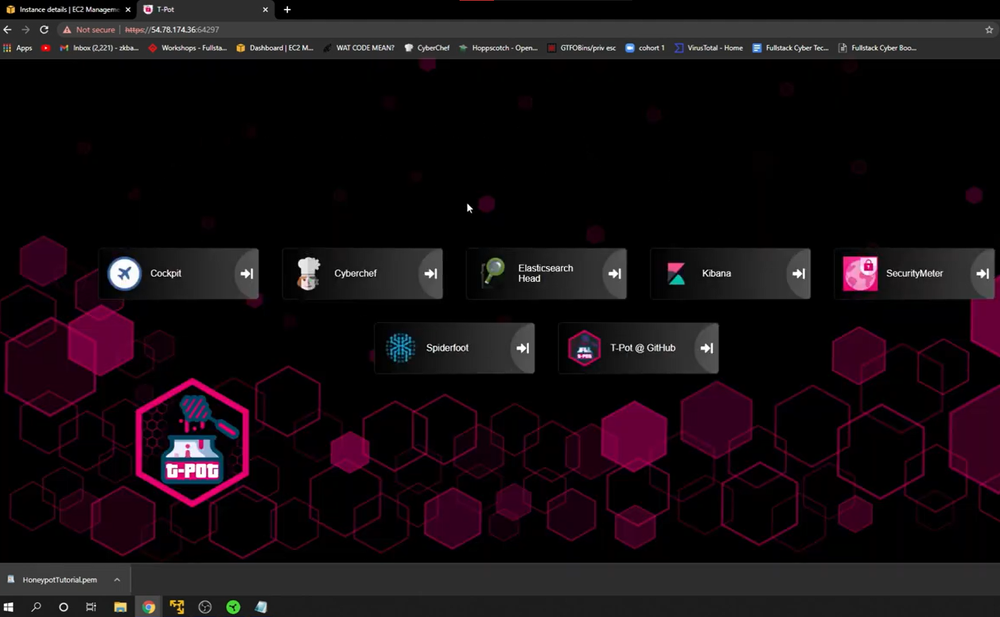 Instance details | EC2 Manageme
T-Pot
Not secure | https://54.78.174.36:64297
Apps
Inbox (2,221) - zkba...
Workshops - Fullsta...
Dashboard | EC2 M...
WAT CODE MEAN?
CyberChef
Hoppscotch - Open...
GTFOBins/priv esc
cohort 1
VirusTotal - Home
Fullstack Cyber Tec...
Fullstack Cyber Boo...
Cockpit
Cyberchef
Elasticsearch
Head
Kibana
SecurityMeter
Spiderfoot
T-Pot @ GitHub
t-POt
HoneypotTutorial.pem